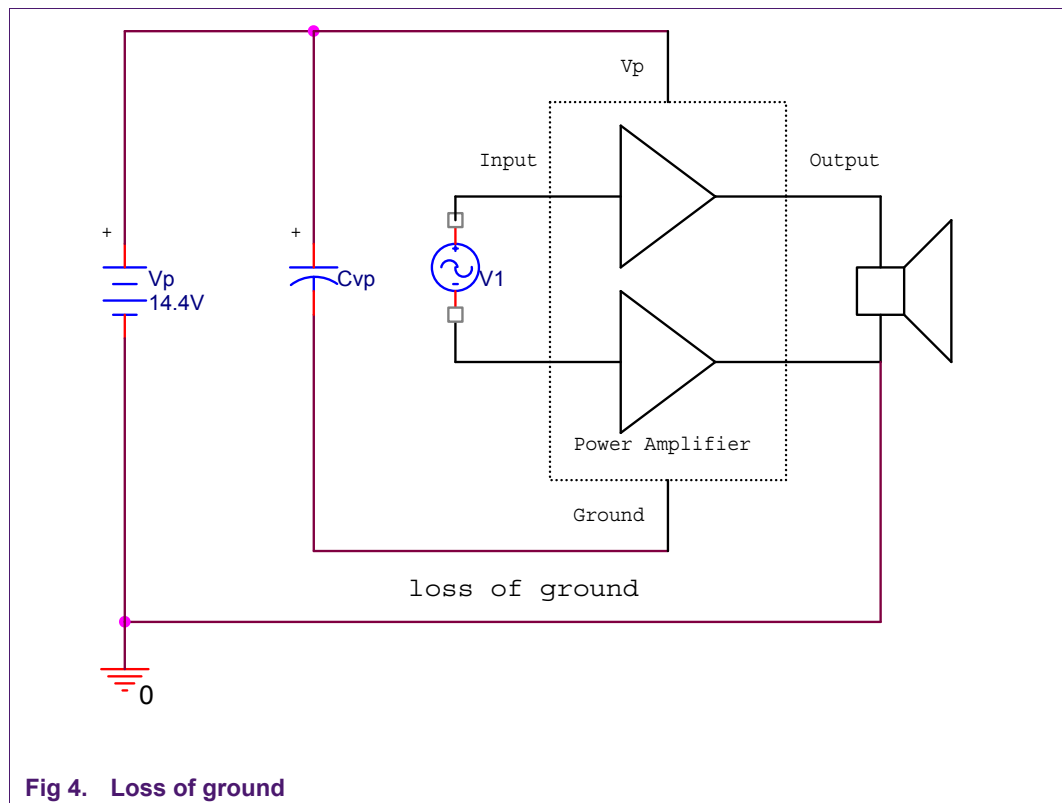 Vp
Input
Output
+
+
Vp
14.4V
Cvp
+
-
V1
Power Amplifier
Ground
loss of ground
0
Fig 4. Loss of ground